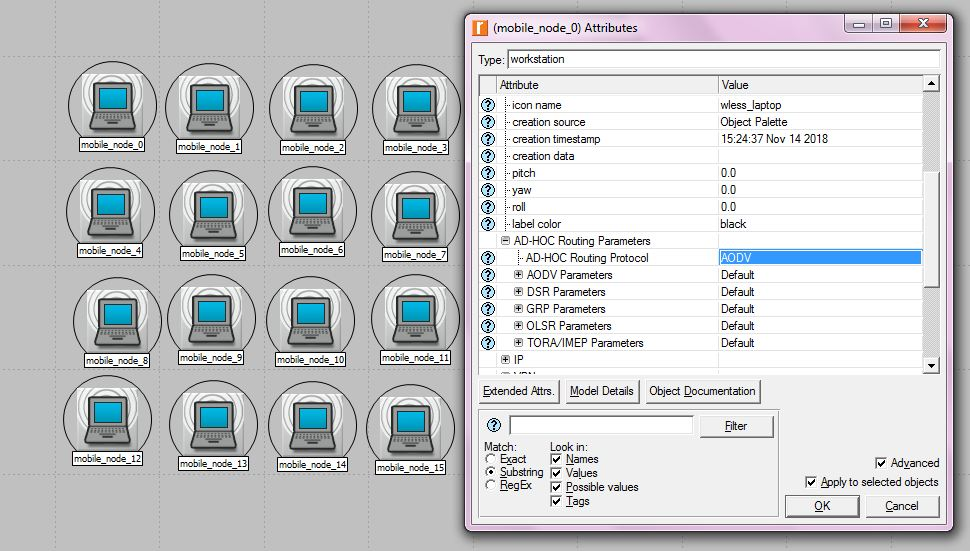 mobile_node_0 mobile_node_1 mobile_node_2 mobile_node_3
mobile_node_4 mobile_node_5 mobile_node_6 mobile_node_7
mobile_node_8 mobile_node_9 mobile_node_10 mobile_node_11
mobile_node_12 mobile_node_13 mobile_node_14 mobile_node_15
(mobile_node_0) Attributes
Type: workstation
Attribute Value
icon name wless_laptop
creation source Object Palette
creation timestamp 15:24:37 Nov 14 2018
creation data
pitch 0.0
yaw 0.0
roll 0.0
label color black
AD-HOC Routing Parameters
AD-HOC Routing Protocol AODV
AODV Parameters Default
DSR Parameters Default
GRP Parameters Default
OLSR Parameters Default
TORA/IMEP Parameters Default
IP
Extended Attrs. Model Details Object Documentation
Filter
Match: Look in:
Exact Names
Substring Values
RegEx Possible values
Tags
Advanced
Apply to selected objects
OK Cancel